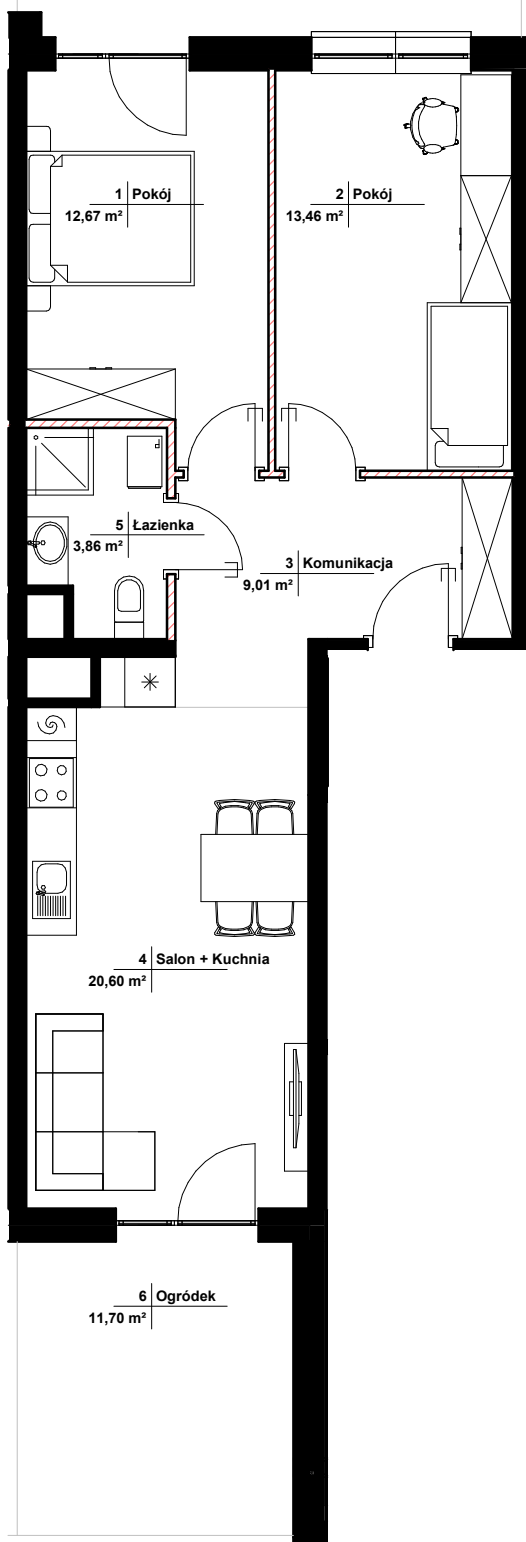 1 Pokój
12,67 m²
2 Pokój
13,46 m²
5 Łazienka
3,86 m²
3 Komunikacja
9,01 m²
4 Salon + Kuchnia
20,60 m²
6 Ogródek
11,70 m²